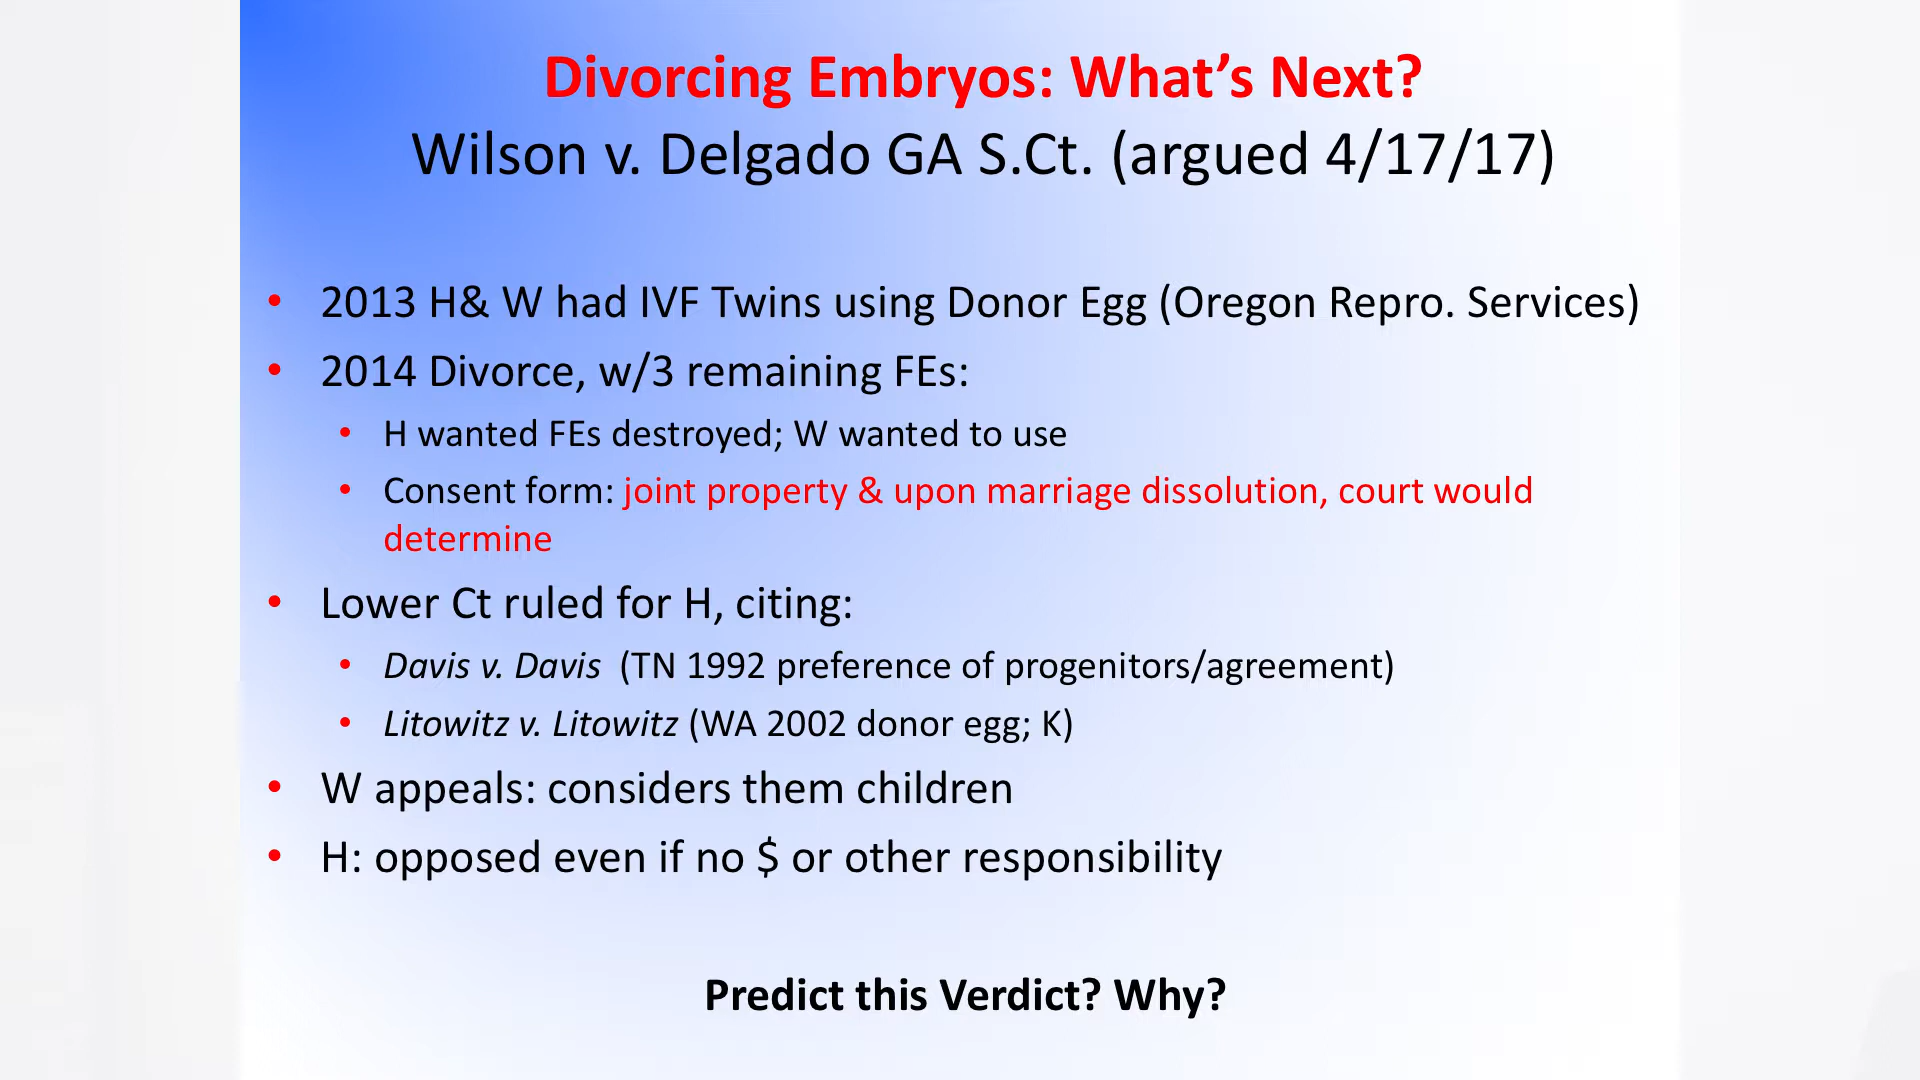 Divorcing Embryos: What’s Next?
Wilson v. Delgado GA S.Ct. (argued 4/17/17)
• 2013 H& W had IVF Twins using Donor Egg (Oregon Repro. Services)
• 2014 Divorce, w/3 remaining FEs:
• H wanted FEs destroyed; W wanted to use
• Consent form: joint property & upon marriage dissolution, court would
determine
• Lower Ct ruled for H, citing:
• Davis v. Davis (TN 1992 preference of progenitors/agreement)
• Litowitz v. Litowitz (WA 2002 donor egg; K)
• W appeals: considers them children
• H: opposed even if no $ or other responsibility
Predict this Verdict? Why?